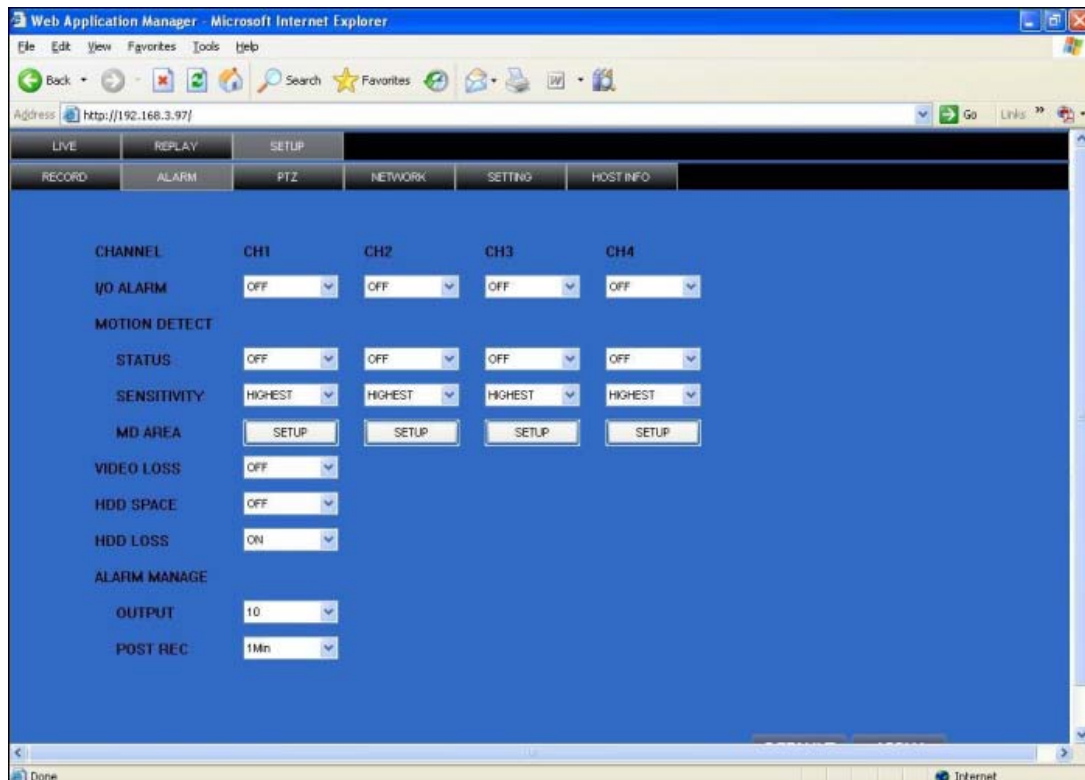 Web Application Manager - Microsoft Internet Explorer
File Edit View Favorites Tools Help
Back Search Favorites
Address http://192.168.3.97/ Go Links »
LIVE REPLAY SETUP
RECORD ALARM PTZ NETWORK SETTING HOST INFO
CHANNEL CH1 CH2 CH3 CH4
I/O ALARM OFF OFF OFF OFF
MOTION DETECT
STATUS OFF OFF OFF OFF
SENSITIVITY HIGHEST HIGHEST HIGHEST HIGHEST
MD AREA SETUP SETUP SETUP SETUP
VIDEO LOSS OFF
HDD SPACE OFF
HDD LOSS ON
ALARM MANAGE
OUTPUT 10
POST REC 1Min
Done Internet